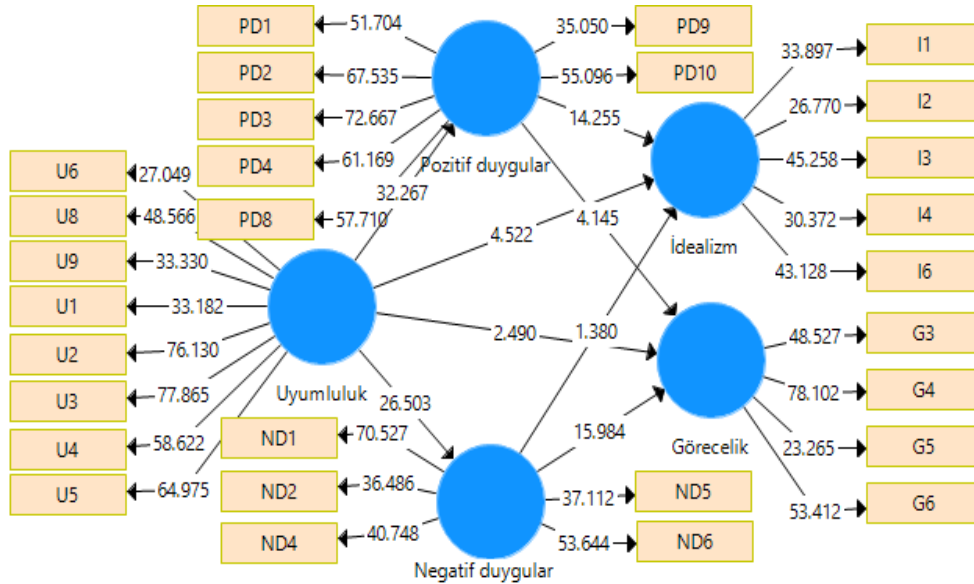 PD1
51.704
PD2
67.535
PD3
72.667
PD4
61.169
PD8
57.710
35.050
PD9
55.096
PD10
Pozitif duygular
14.255
4.145
32.267
33.897
I1
26.770
I2
45.258
I3
30.372
I4
43.128
I6
İdealizm
U6
27.049
U8
48.566
U9
33.330
U1
33.182
U2
76.130
U3
77.865
U4
58.622
U5
64.975
Uyumluluk
4.522
2.490
26.503
1.380
15.984
48.527
G3
78.102
G4
23.265
G5
53.412
G6
Görecelik
ND1
70.527
ND2
36.486
ND4
40.748
37.112
ND5
53.644
ND6
Negatif duygular